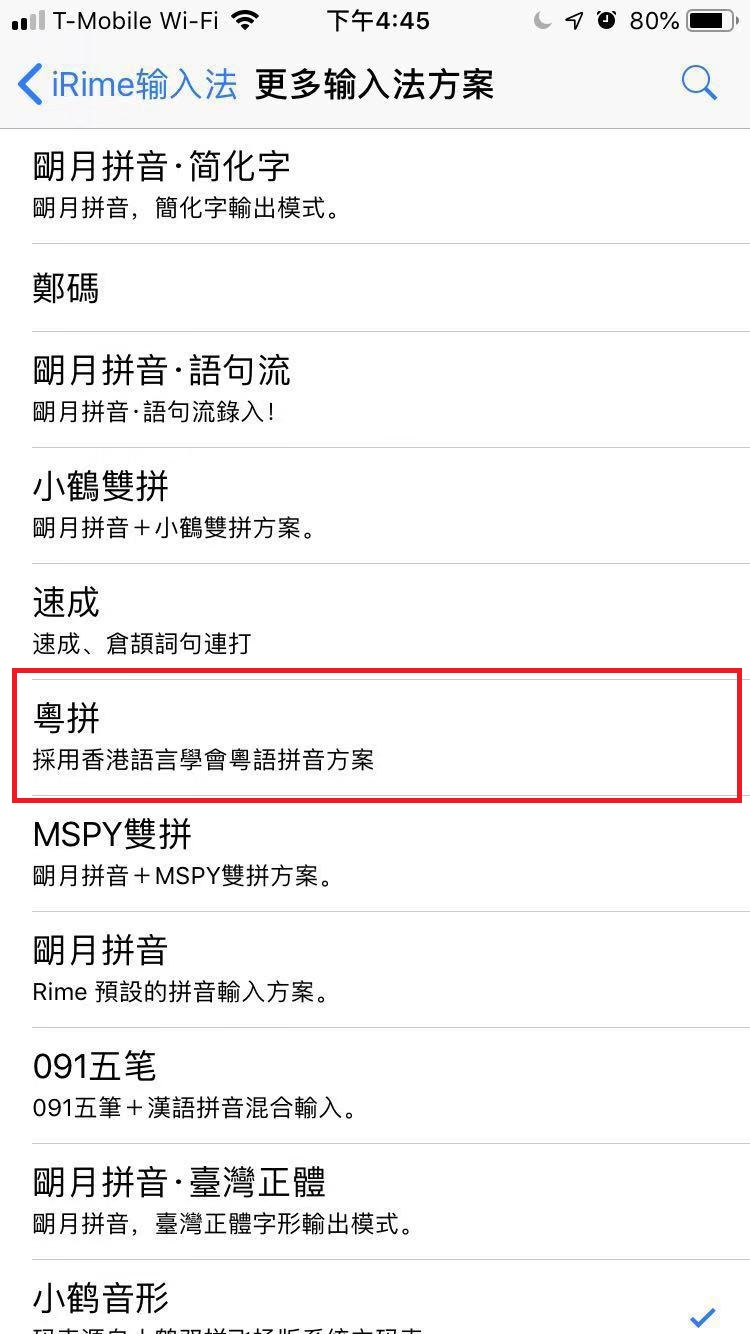 T-Mobile Wi-Fi 下午4:45 80%
iRime输入法 更多输入法方案
朙月拼音·简化字
朙月拼音，簡化字輸出模式。
鄭碼
朙月拼音·語句流
朙月拼音·語句流錄入！
小鶴雙拼
朙月拼音＋小鶴雙拼方案。
速成
速成、倉頡詞句連打
粵拼
採用香港語言學會粵語拼音方案
MSPY雙拼
朙月拼音＋MSPY雙拼方案。
朙月拼音
Rime 預設的拼音輸入方案。
091五笔
091五筆＋漢語拼音混合輸入。
朙月拼音·臺灣正體
朙月拼音，臺灣正體字形輸出模式。
小鹤音形